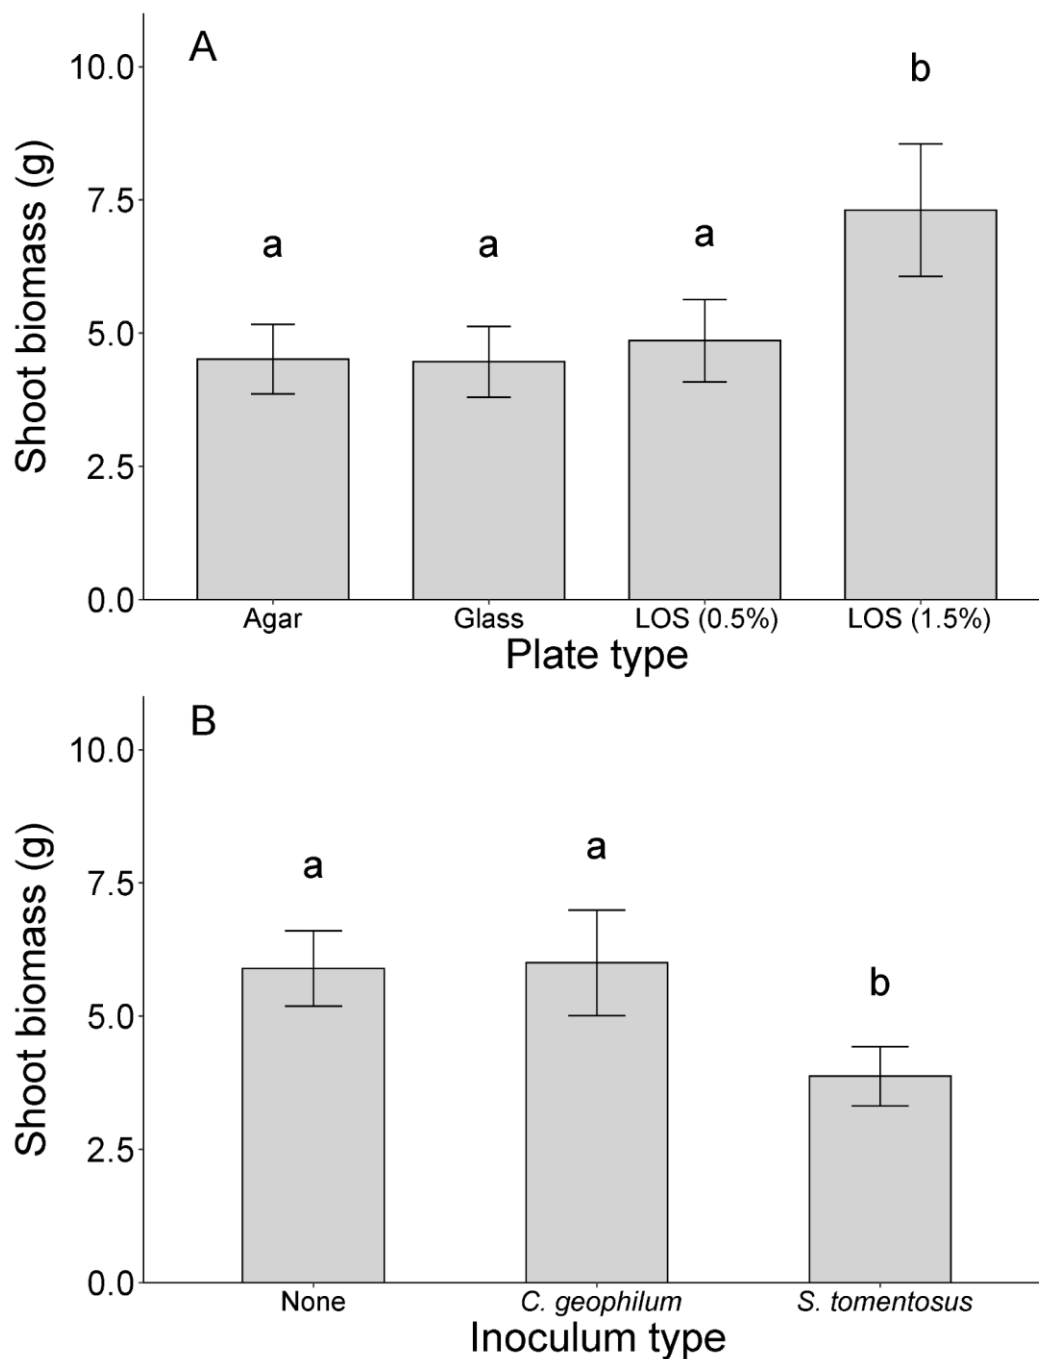 A
10.0
7.5
5.0
2.5
0.0
Shoot biomass (g)
a
a
a
b
Agar
Glass
LOS (0.5%)
LOS (1.5%)
Plate type
B
10.0
7.5
5.0
2.5
0.0
Shoot biomass (g)
a
a
b
None
C. geophilum
S. tomentosus
Inoculum type